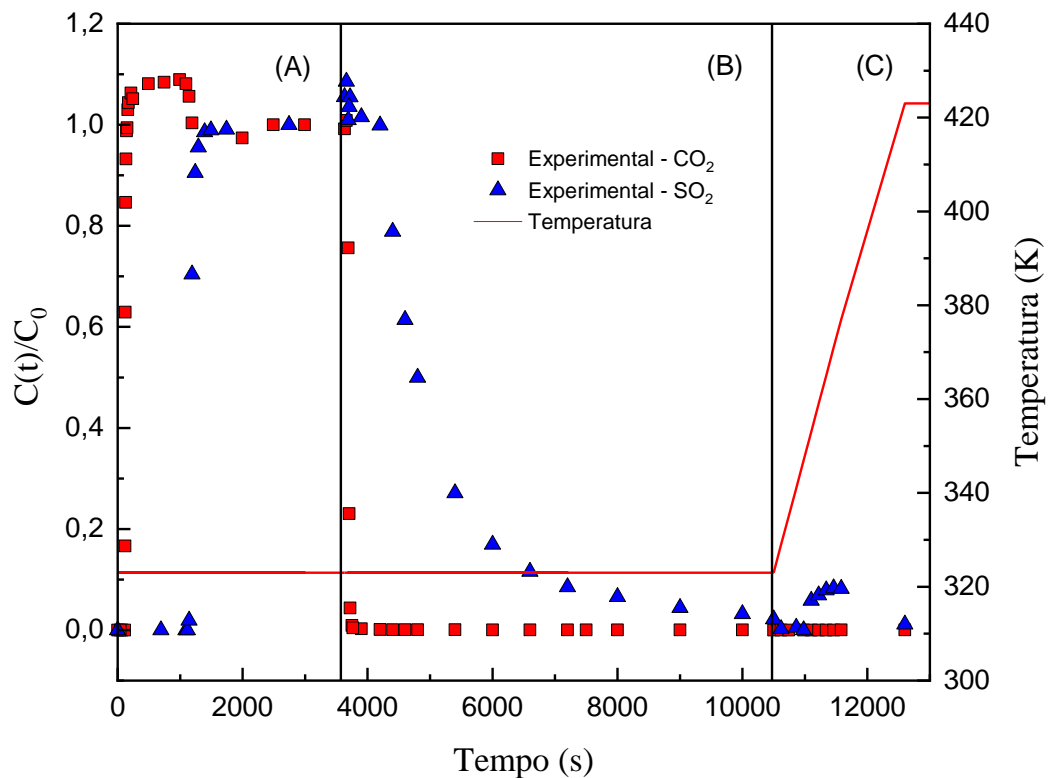 1,2
1,0
0,8
0,6
0,4
0,2
0,0
C(t)/C₀
(A)
(B)
(C)
Experimental - CO₂
Experimental - SO₂
Temperatura
440
420
400
380
360
340
320
300
Temperatura (K)
0
2000
4000
6000
8000
10000
12000
Tempo (s)